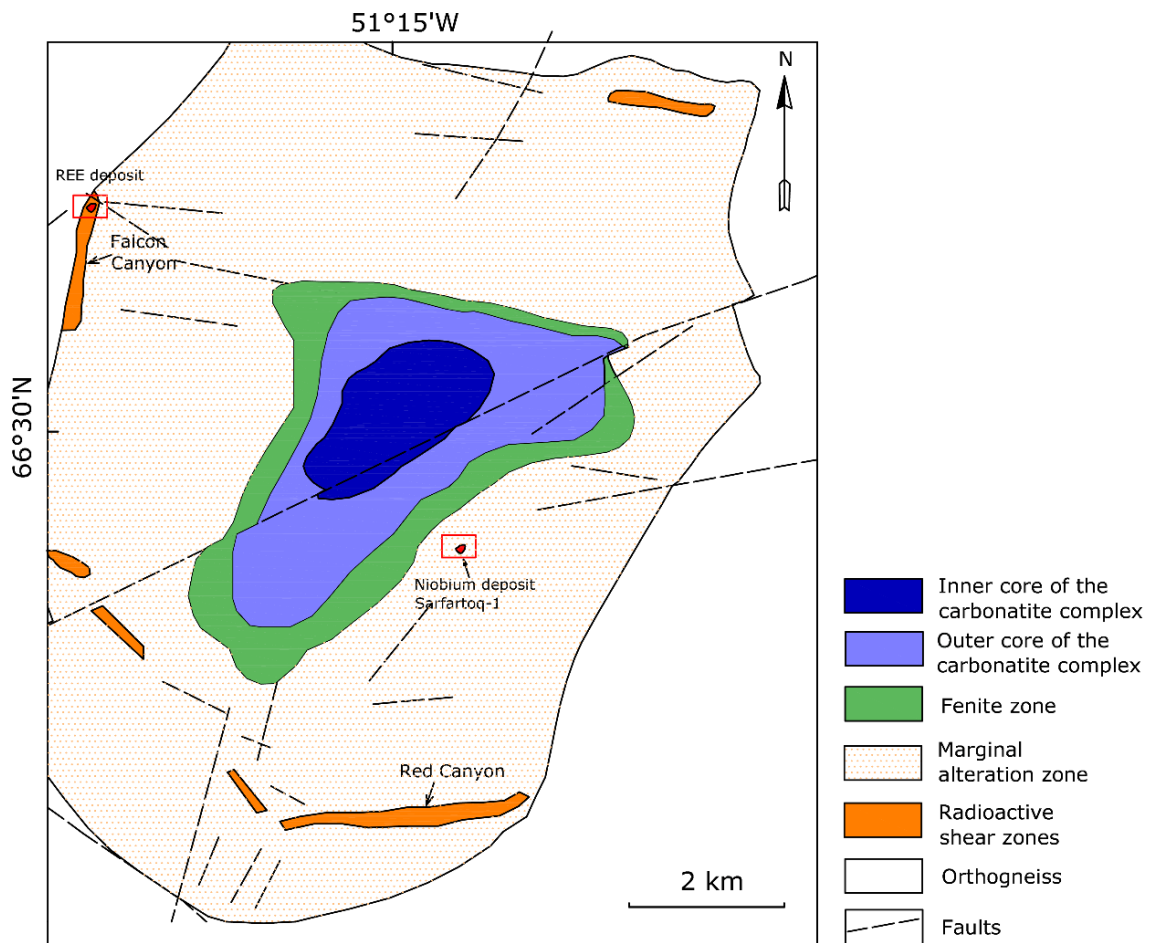 51°15'W
N
REE deposit
Falcon
Canyon
66°30'N
Niobium deposit
Sarfartoq-1
Red Canyon
2 km
Inner core of the
carbonatite complex
Outer core of the
carbonatite complex
Fenite zone
Marginal
alteration zone
Radioactive
shear zones
Orthogneiss
Faults